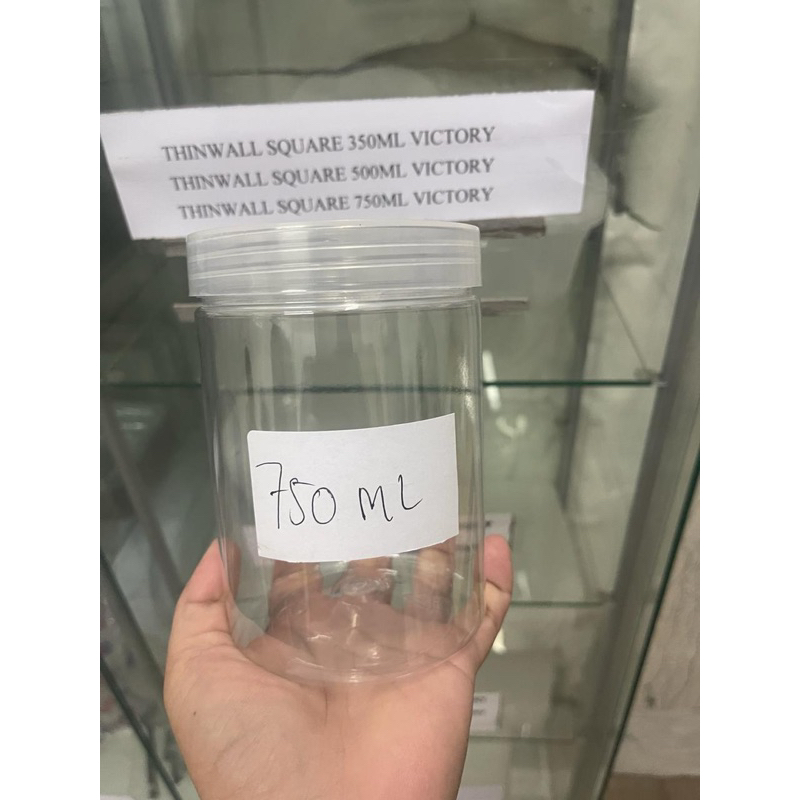 THINWALL SQUARE 350ML VICTORY
THINWALL SQUARE 500ML VICTORY
THINWALL SQUARE 750ML VICTORY
750 ML